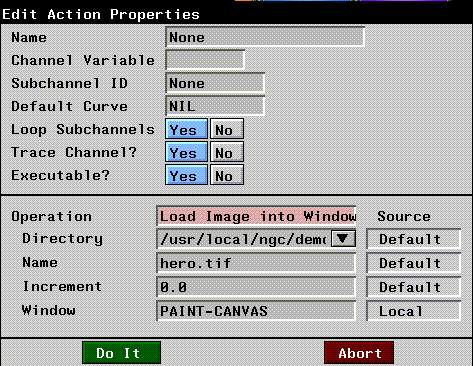 Edit Action Properties
Name None
Channel Variable
Subchannel ID None
Default Curve NIL
Loop Subchannels Yes No
Trace Channel? Yes No
Executable? Yes No
Operation Load Image into Window Source
Directory /usr/local/ngc/demo Default
Name hero.tif Default
Increment 0.0 Default
Window PAINT-CANVAS Local
Do It Abort